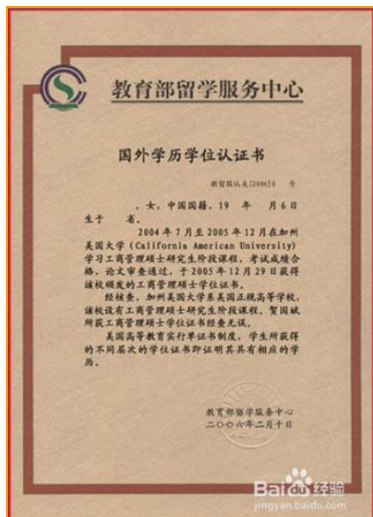 教育部留学服务中心
国外学历学位认证书
教留服认美[2006]0 号
，女，中国国籍，19 年 月6日
生于 省。
2004年7月至2005年12月在加州
美国大学（California American University）
学习工商管理硕士研究生阶段课程，考试成绩合
格，论文审查通过，于2005年12月29日获得
该校颁发的工商管理硕士学位证书。
经核查，加州美国大学系美国正规高等学校，
该校设有工商管理硕士研究生阶段课程。贺国斌
所获工商管理硕士学位证书经查无误。
美国高等教育实行单证书制度，学生所获得
的不同层次的学位证书即证明其具有相应的学
历。
教育部留学服务中心
二〇〇六年二月十日
Baidu经验
jingyan.baidu.com